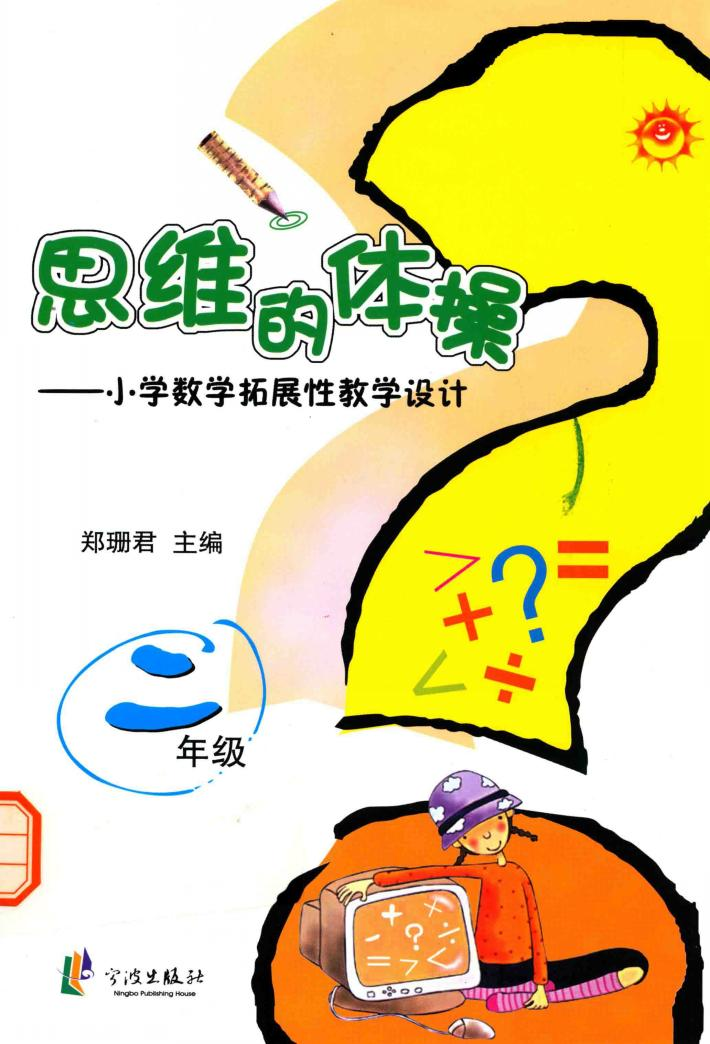 思维的体操
——小学数学拓展性教学设计
郑珊君 主编
二年级
> ? =
+
< ÷
+ × 
- ? ÷
= > <
宁波出版社
Ningbo Publishing House